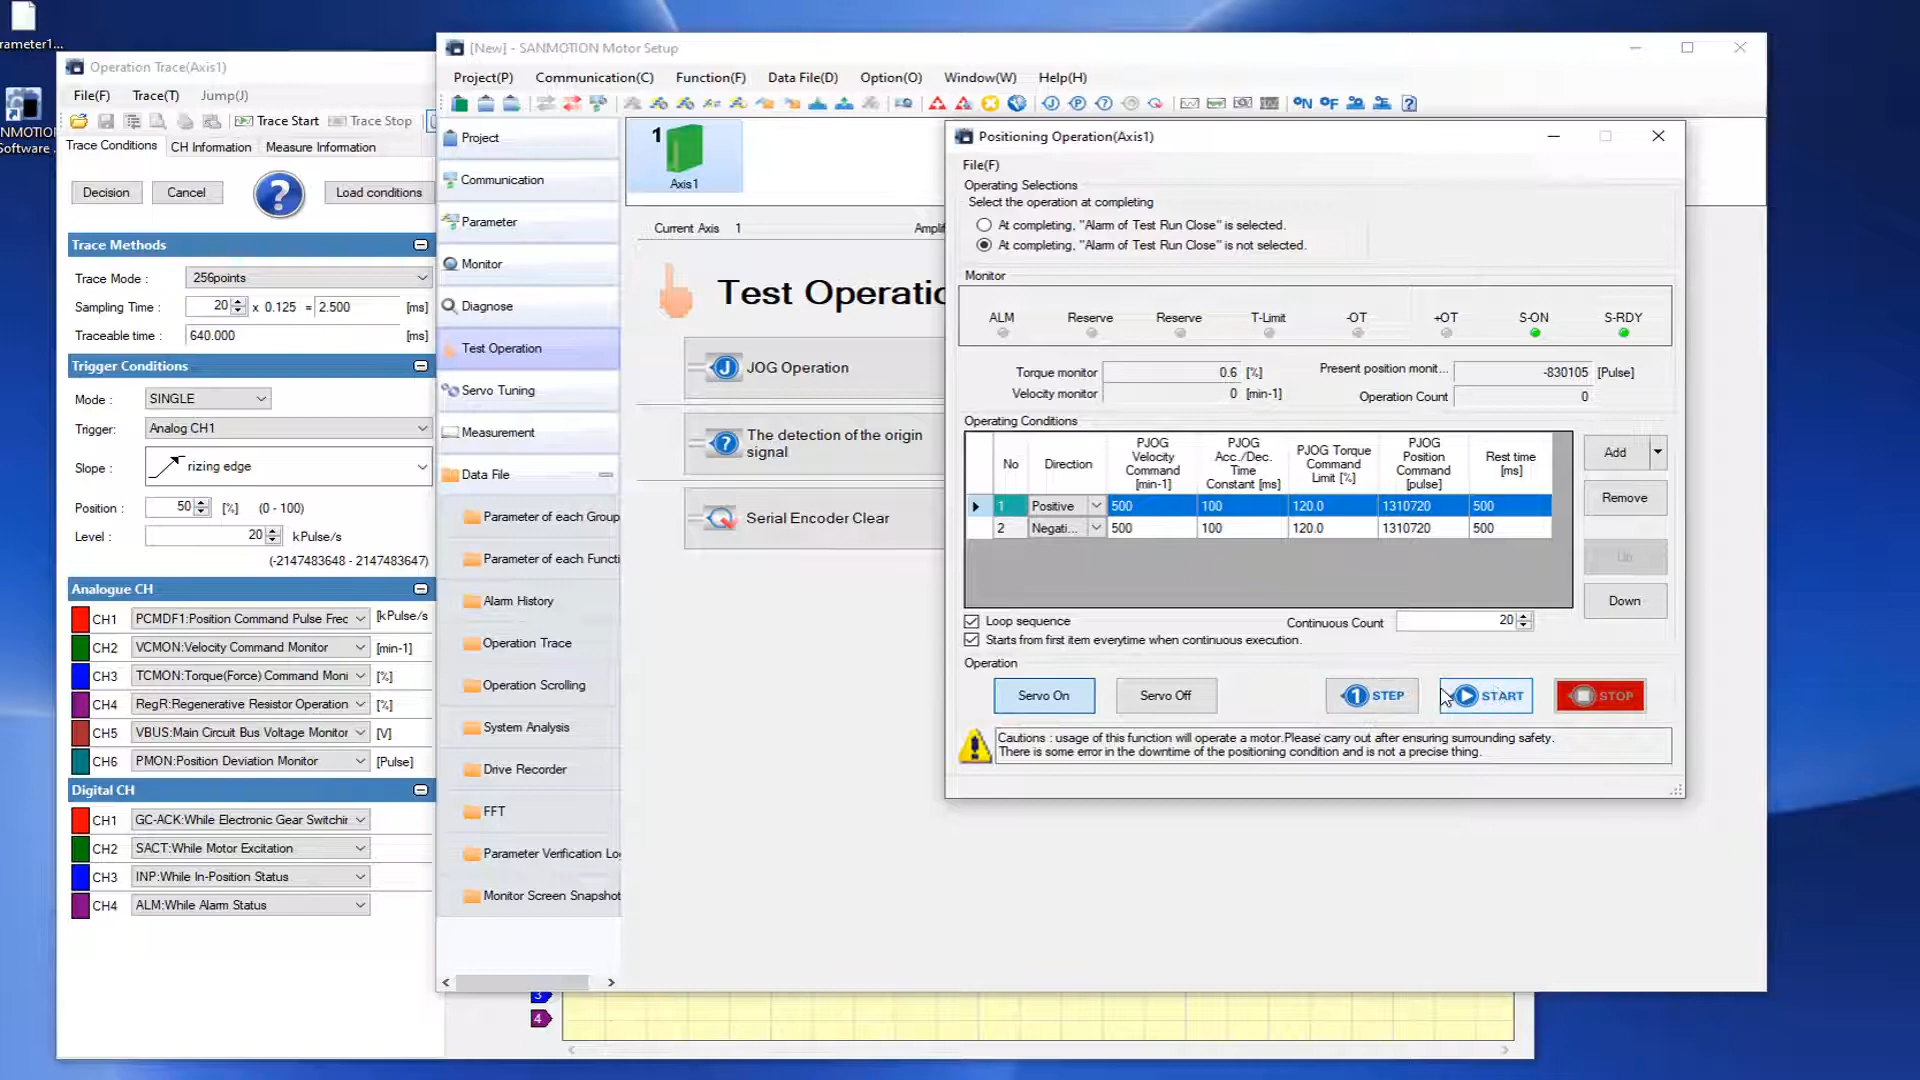 rameter1...
NMOTION
Software ...
Operation Trace(Axis1)
File(F) Trace(T) Jump(J)
Trace Start Trace Stop
Trace Conditions CH Information Measure Information
Decision Cancel Load conditions
Trace Methods
Trace Mode : 256points
Sampling Time : 20 x 0.125 = 2.500 [ms]
Traceable time : 640.000 [ms]
Trigger Conditions
Mode : SINGLE
Trigger: Analog CH1
Slope : rizing edge
Position : 50 [%] (0 - 100)
Level : 20 kPulse/s
(-2147483648 - 2147483647)
Analogue CH
CH1 PCMDF1:Position Command Pulse Frec [kPulse/s
CH2 VCMON:Velocity Command Monitor [min-1]
CH3 TCMON:Torque(Force) Command Moni [%]
CH4 RegR:Regenerative Resistor Operation [%]
CH5 VBUS:Main Circuit Bus Voltage Monitor [V]
CH6 PMON:Position Deviation Monitor [Pulse]
Digital CH
CH1 GC-ACK:While Electronic Gear Switchir
CH2 SACT:While Motor Excitation
CH3 INP:While In-Position Status
CH4 ALM:While Alarm Status
[New] - SANMOTION Motor Setup
Project(P) Communication(C) Function(F) Data File(D) Option(O) Window(W) Help(H)
Project
Communication
Parameter
Monitor
Diagnose
Test Operation
Servo Tuning
Measurement
Data File
Parameter of each Group
Parameter of each Functi
Alarm History
Operation Trace
Operation Scrolling
System Analysis
Drive Recorder
FFT
Parameter Verification Lo
Monitor Screen Snapshot
3
4
1
Axis1
Current Axis 1 Amplif
Test Operatio
JOG Operation
The detection of the origin
signal
Serial Encoder Clear
Positioning Operation(Axis1)
File(F)
Operating Selections
Select the operation at completing
At completing, "Alarm of Test Run Close" is selected.
At completing, "Alarm of Test Run Close" is not selected.
Monitor
ALM Reserve Reserve T-Limit -OT +OT S-ON S-RDY
Torque monitor 0.6 [%] Present position monit... -830105 [Pulse]
Velocity monitor 0 [min-1] Operation Count 0
Operating Conditions
No Direction PJOG Velocity Command [min-1] PJOG Acc./Dec. Time Constant [ms] PJOG Torque Command Limit [%] PJOG Position Command [pulse] Rest time [ms]
1 Positive 500 100 120.0 1310720 500
2 Negati... 500 100 120.0 1310720 500
Add
Remove
Up
Down
Loop sequence Continuous Count 20
Starts from first item everytime when continuous execution.
Operation
Servo On Servo Off 1 STEP START STOP
Cautions : usage of this function will operate a motor.Please carry out after ensuring surrounding safety.
There is some error in the downtime of the positioning condition and is not a precise thing.